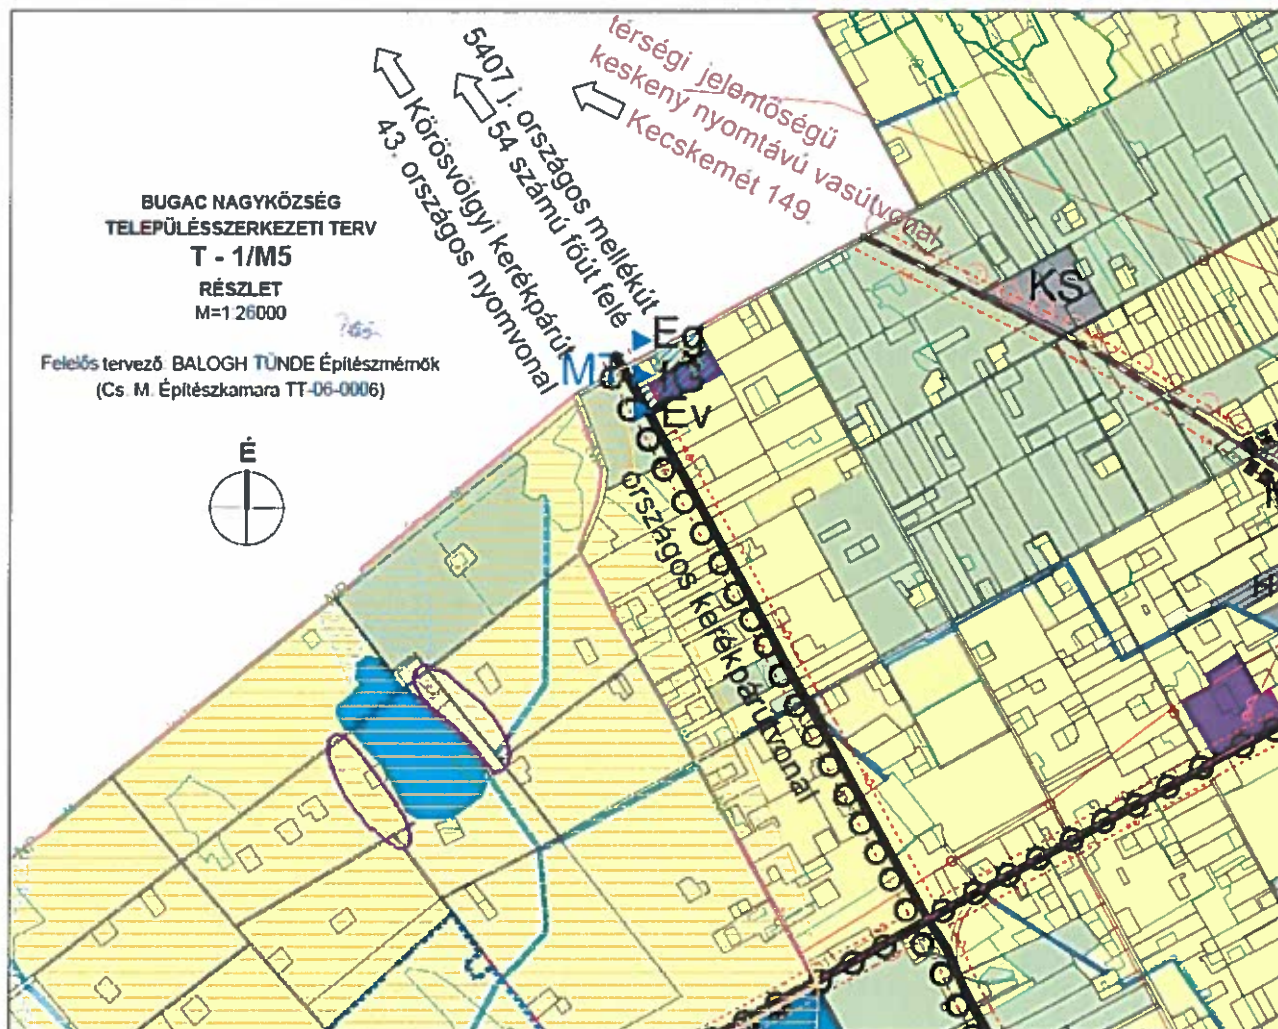 térségi jelentőségű
keskeny nyomtávú vasútvonal
Kecskemét 149.
5407 j. országos mellékút
54 számú főút felé
Körösvölgyi kerékpárút
43. országos nyomvonal
BUGAC NAGYKÖZSÉG
TELEPÜLÉSSZERKEZETI TERV
T - 1/M5
RÉSZLET
M=1 26000
Felelős tervező BALOGH TÜNDE Építészmérnök
(Cs. M. Építészkamara TT-06-0006)
É
KS
Eg
Ev
országos kerékpárútvonal